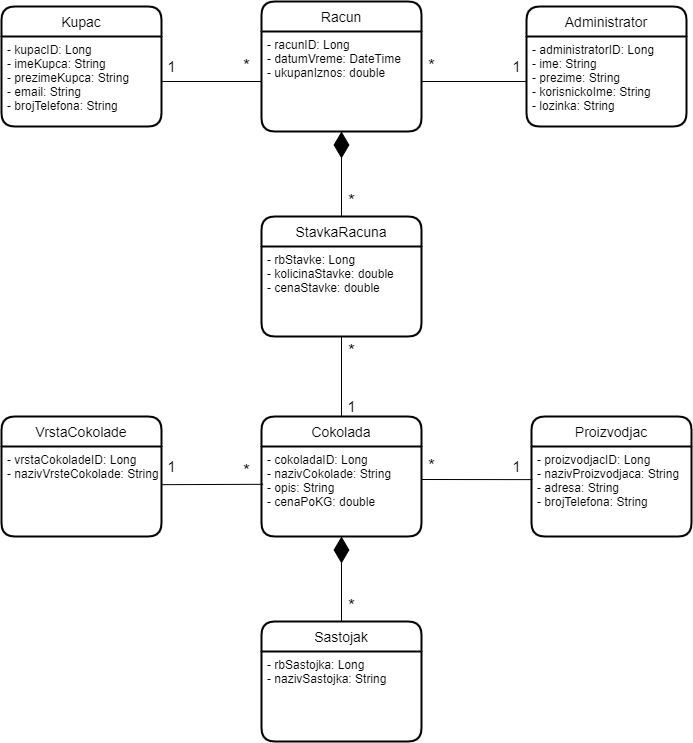 Kupac
- kupacID: Long
- imeKupca: String
- prezimeKupca: String
- email: String
- brojTelefona: String
1
*
Racun
- racunID: Long
- datumVreme: DateTime
- ukupanIznos: double
*
1
Administrator
- administratorID: Long
- ime: String
- prezime: String
- korisnickoIme: String
- lozinka: String
*
StavkaRacuna
- rbStavke: Long
- kolicinaStavke: double
- cenaStavke: double
*
1
VrstaCokolade
- vrstaCokoladeID: Long
- nazivVrsteCokolade: String
1
*
Cokolada
- cokoladaID: Long
- nazivCokolade: String
- opis: String
- cenaPoKG: double
*
1
Proizvodjac
- proizvodjacID: Long
- nazivProizvodjaca: String
- adresa: String
- brojTelefona: String
*
Sastojak
- rbSastojka: Long
- nazivSastojka: String